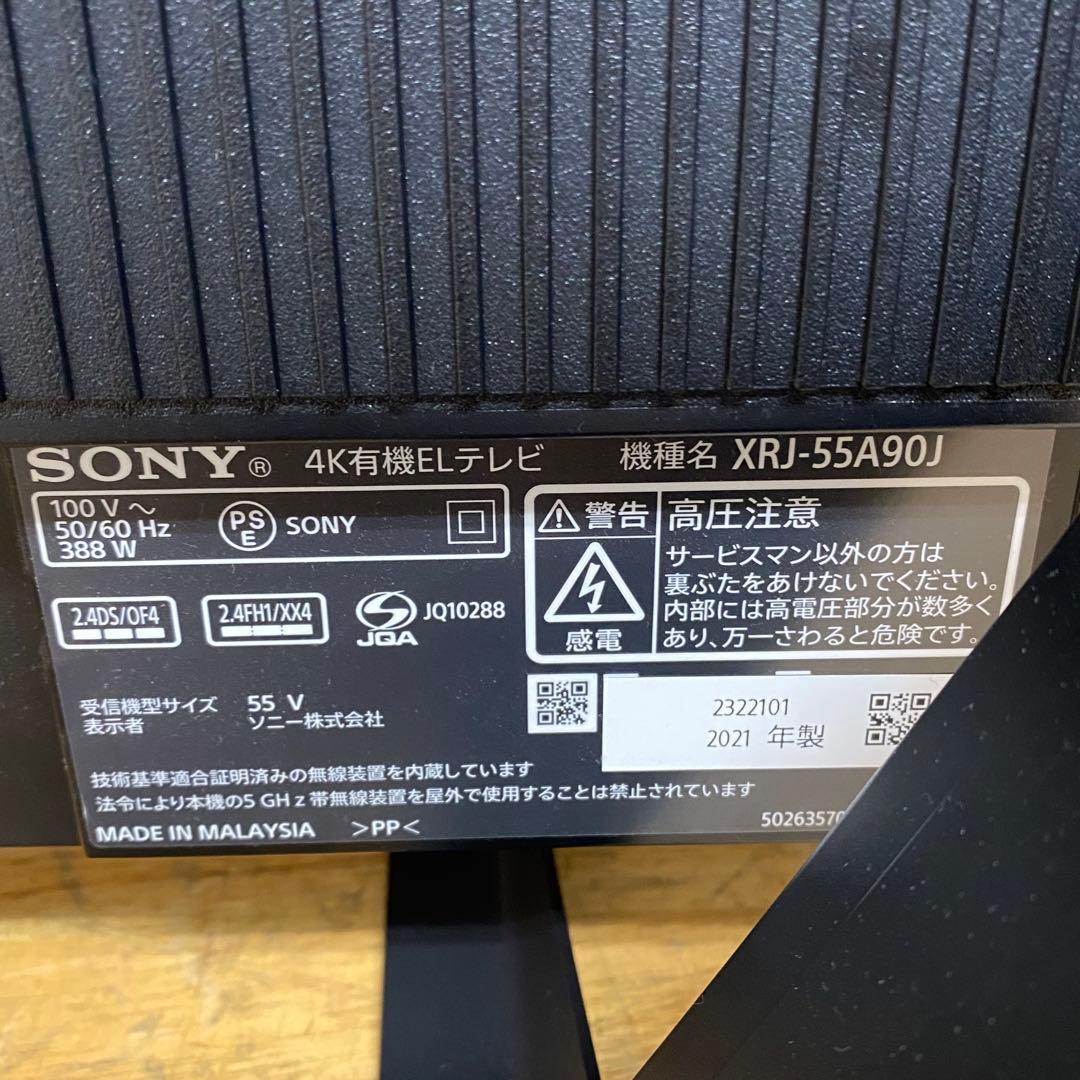 SONY® 4K有機ELテレビ 機種名 XRJ-55A90J
100 V ～
50/60 Hz
388 W
PSE SONY
警告 高圧注意
サービスマン以外の方は
裏ぶたをあけないでください。
内部には高電圧部分が数多く
あり、万一さわると危険です。
感電
2.4DS/OF4
2.4FH1/XX4
JQA JQ10288
受信機型サイズ 55 V
表示者 ソニー株式会社
2322101
2021 年製
技術基準適合証明済みの無線装置を内蔵しています
法令により本機の5 GHz帯無線装置を屋外で使用することは禁止されています
MADE IN MALAYSIA >PP<
50263570